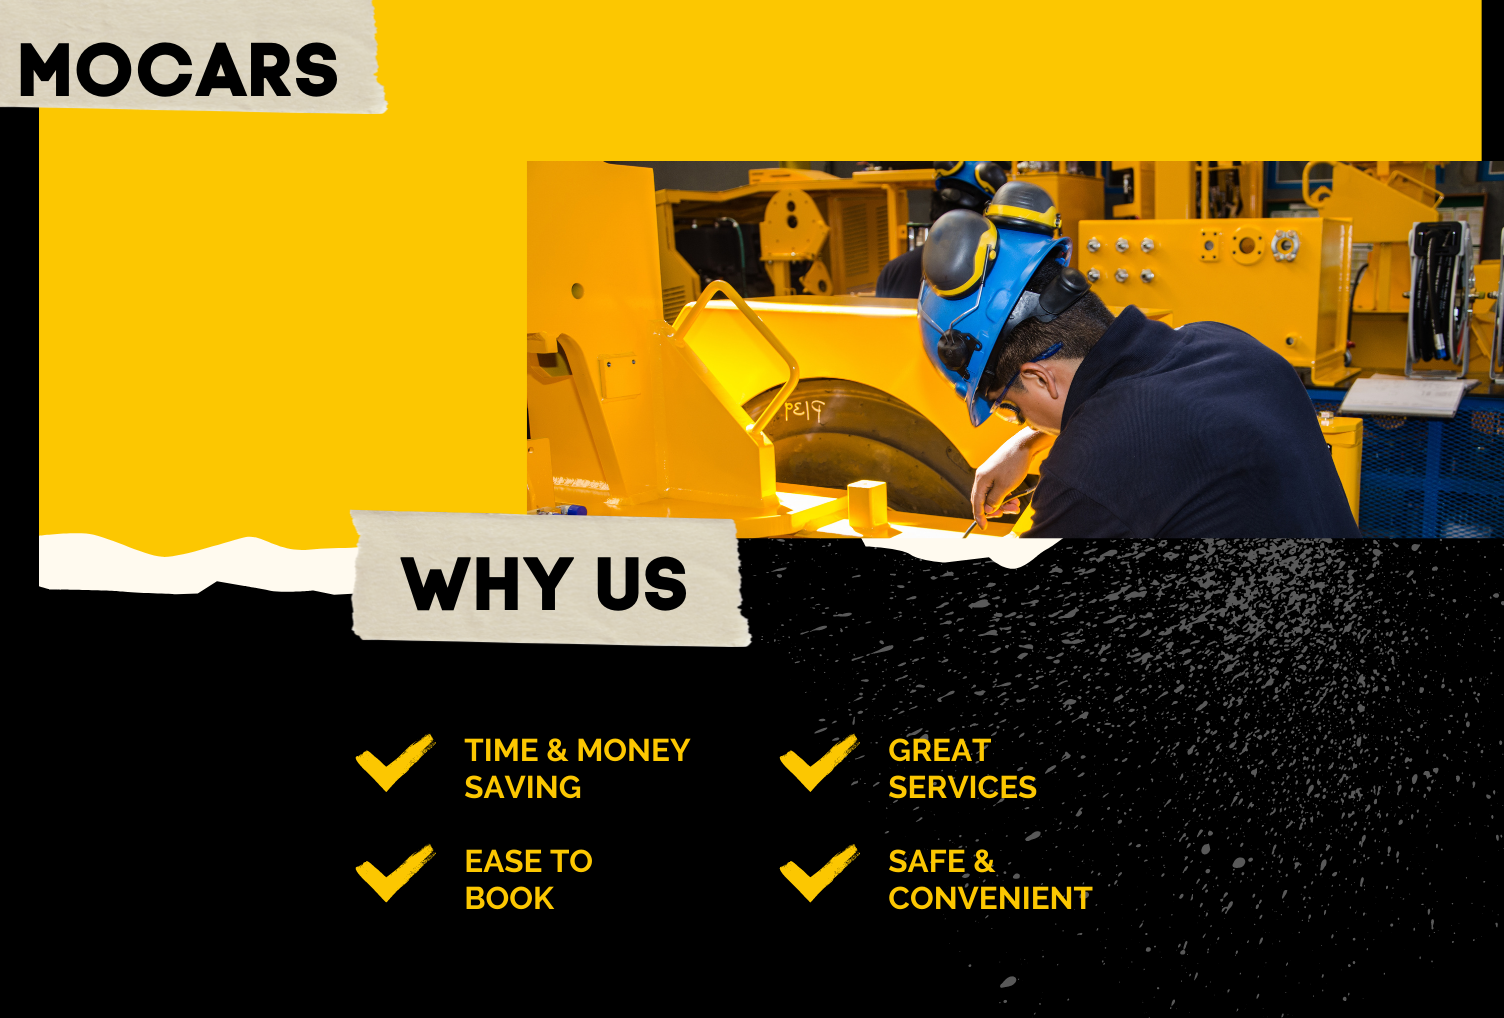 MOCARS
WHY US
TIME & MONEY
SAVING
GREAT
SERVICES
EASE TO
BOOK
SAFE &
CONVENIENT